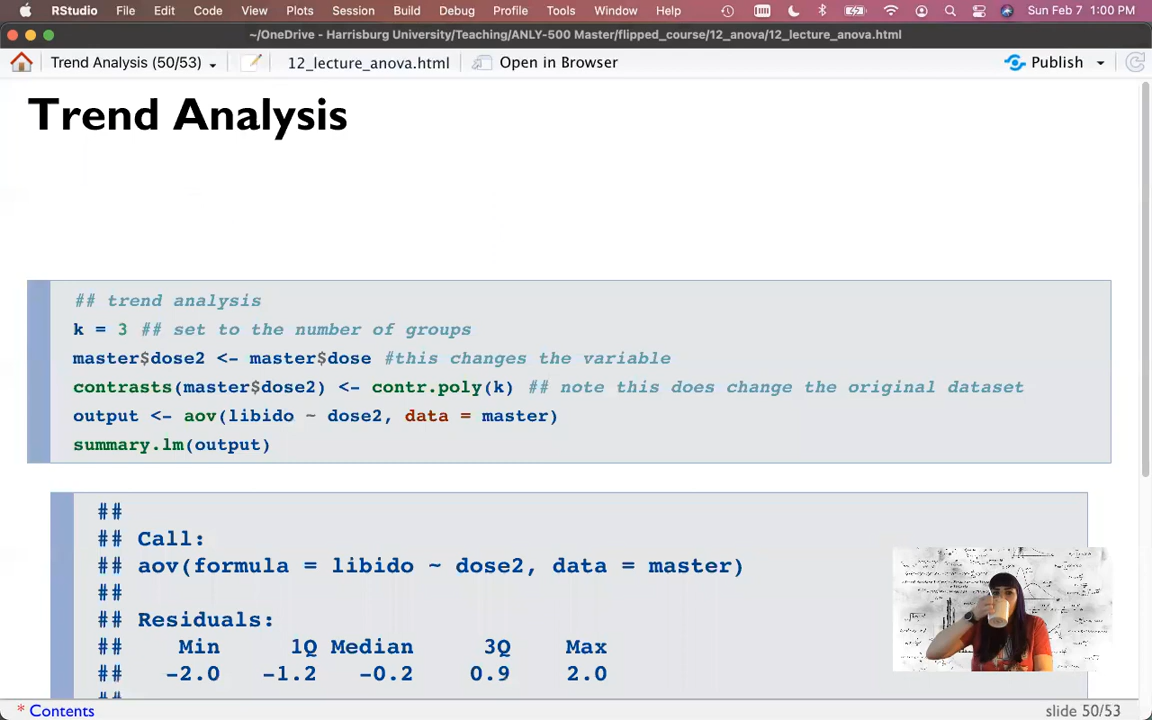 RStudio File Edit Code View Plots Session Build Debug Profile Tools Window Help Sun Feb 7 1:00 PM
~/OneDrive - Harrisburg University/Teaching/ANLY-500 Master/flipped_course/12_anova/12_lecture_anova.html
Trend Analysis (50/53) 12_lecture_anova.html Open in Browser Publish
Trend Analysis
## trend analysis
k = 3 ## set to the number of groups
master$dose2 <- master$dose #this changes the variable
contrasts(master$dose2) <- contr.poly(k) ## note this does change the original dataset
output <- aov(libido ~ dose2, data = master)
summary.lm(output)
##
## Call:
## aov(formula = libido ~ dose2, data = master)
##
## Residuals:
## Min 1Q Median 3Q Max
## -2.0 -1.2 -0.2 0.9 2.0
##
* Contents slide 50/53